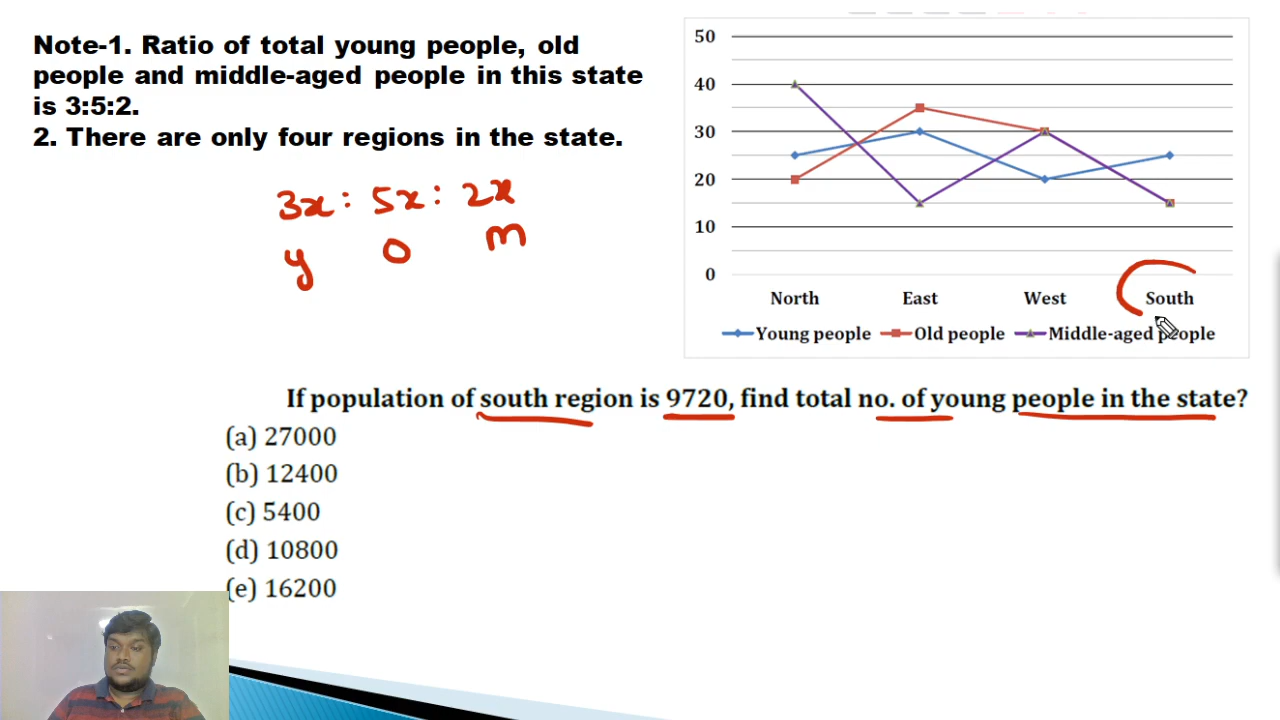 Note-1. Ratio of total young people, old
people and middle-aged people in this state
is 3:5:2.
2. There are only four regions in the state.
3x : 5x : 2x
y O m
50
40
30
20
10
0
North East West South
Young people Old people Middle-aged people
If population of south region is 9720, find total no. of young people in the state?
(a) 27000
(b) 12400
(c) 5400
(d) 10800
(e) 16200